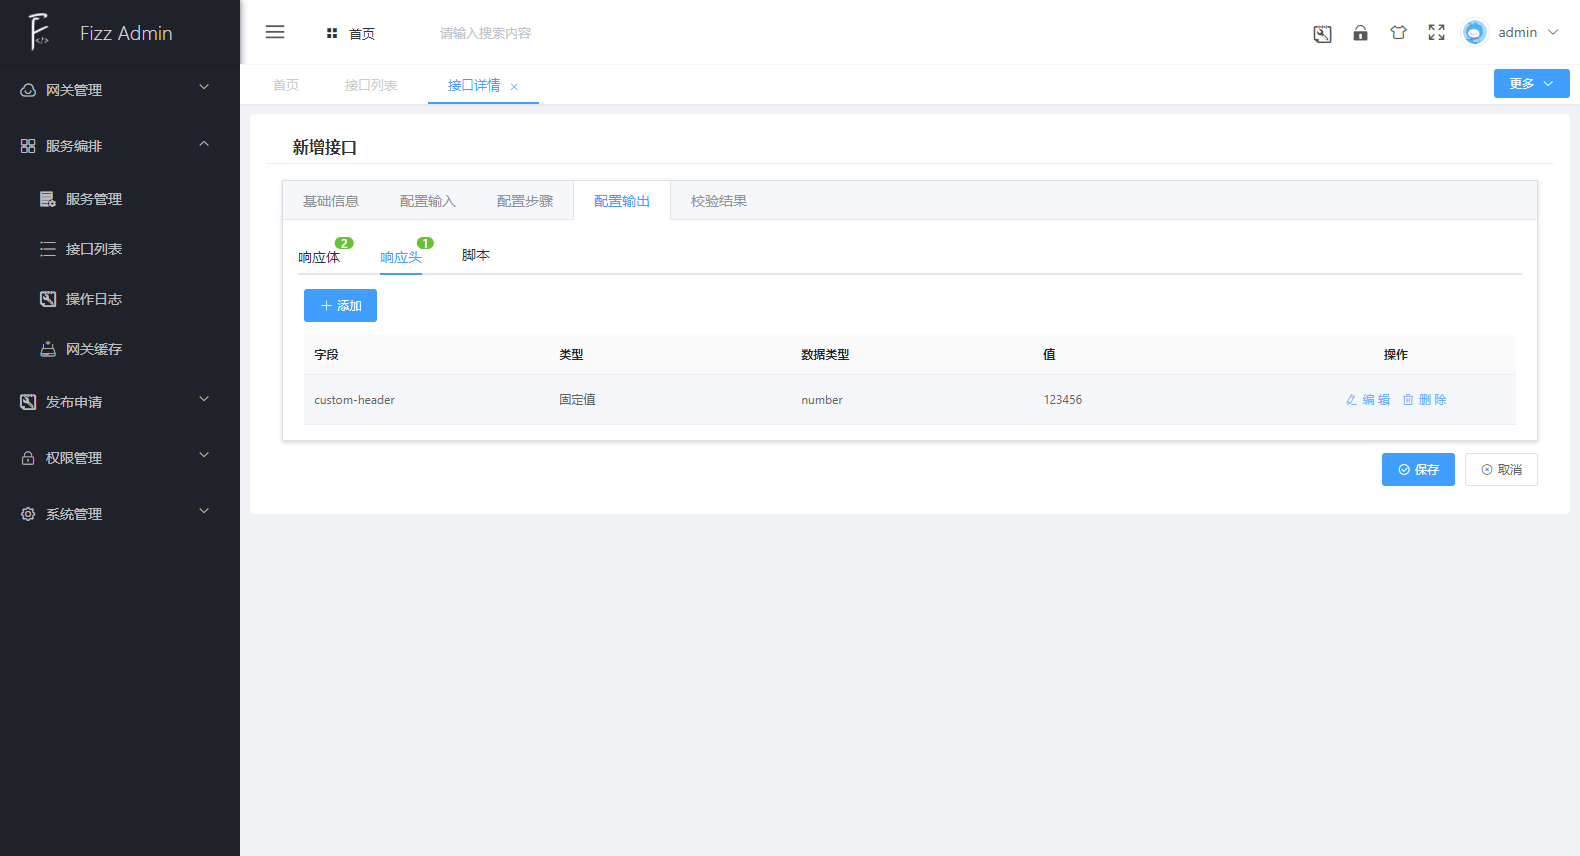 Fizz Admin
首页
请输入搜索内容
admin
网关管理
服务编排
服务管理
接口列表
操作日志
网关缓存
发布申请
权限管理
系统管理
首页
接口列表
接口详情
更多
新增接口
基础信息
配置输入
配置步骤
配置输出
校验结果
响应体 2
响应头 1
脚本
添加
字段 类型 数据类型 值 操作
custom-header 固定值 number 123456 编辑 删除
保存
取消